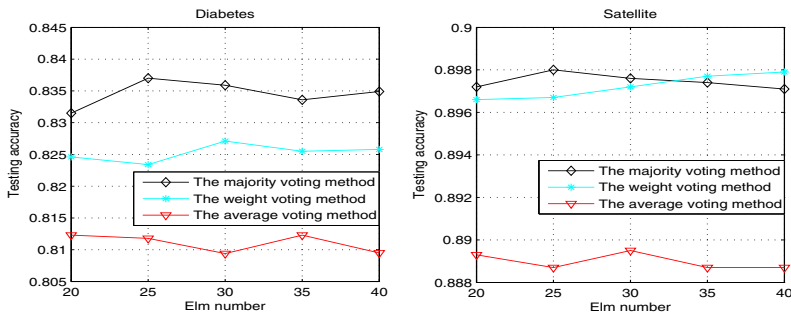 Diabetes
0.845
0.84
0.835
0.83
0.825
0.82
0.815
0.81
0.805
Testing accuracy
The majority voting method
The weight voting method
The average voting method
20 25 30 35 40
Elm number
Satellite
0.9
0.898
0.896
0.894
0.892
0.89
0.888
Testing accuracy
The majority voting method
The weight voting method
The average voting method
20 25 30 35 40
Elm number